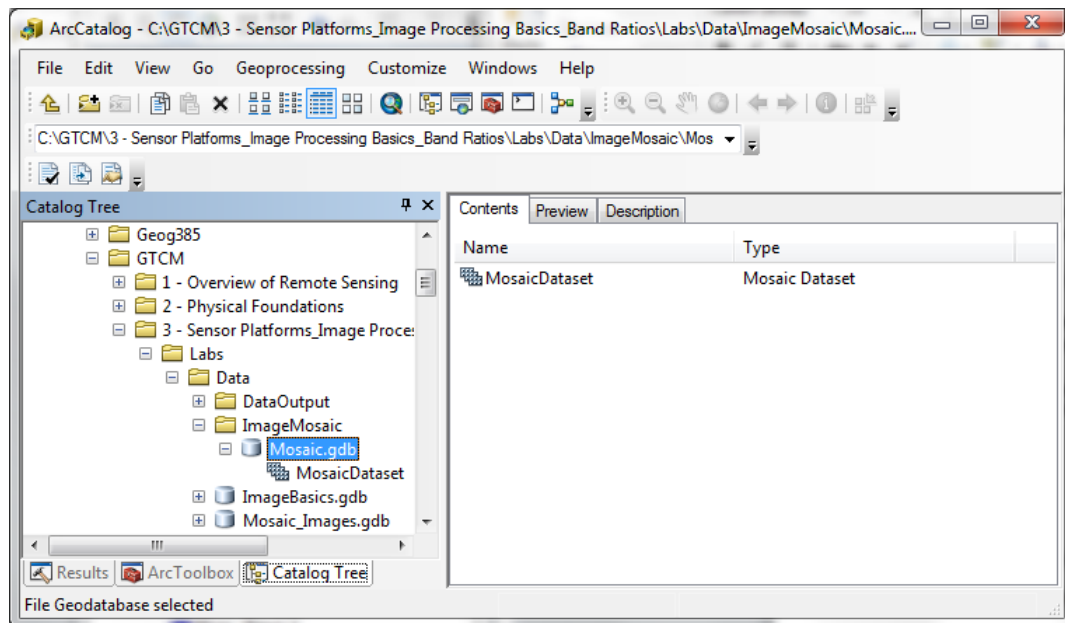 ArcCatalog - C:\GTCM\3 - Sensor Platforms_Image Processing Basics_Band Ratios\Labs\Data\ImageMosaic\Mosaic....
File Edit View Go Geoprocessing Customize Windows Help
C:\GTCM\3 - Sensor Platforms_Image Processing Basics_Band Ratios\Labs\Data\ImageMosaic\Mos
Catalog Tree
Contents Preview Description
Geog385
GTCM
1 - Overview of Remote Sensing
2 - Physical Foundations
3 - Sensor Platforms_Image Proce
Labs
Data
DataOutput
ImageMosaic
Mosaic.gdb
MosaicDataset
ImageBasics.gdb
Mosaic_Images.gdb
Name Type
MosaicDataset Mosaic Dataset
Results ArcToolbox Catalog Tree
File Geodatabase selected